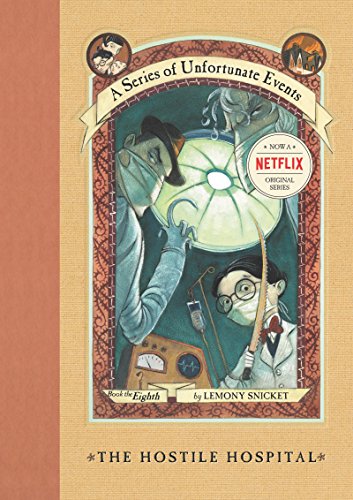 A Series of Unfortunate Events
*NOW A*
NETFLIX
ORIGINAL
SERIES
Book the Eighth by LEMONY SNICKET
*THE HOSTILE HOSPITAL*